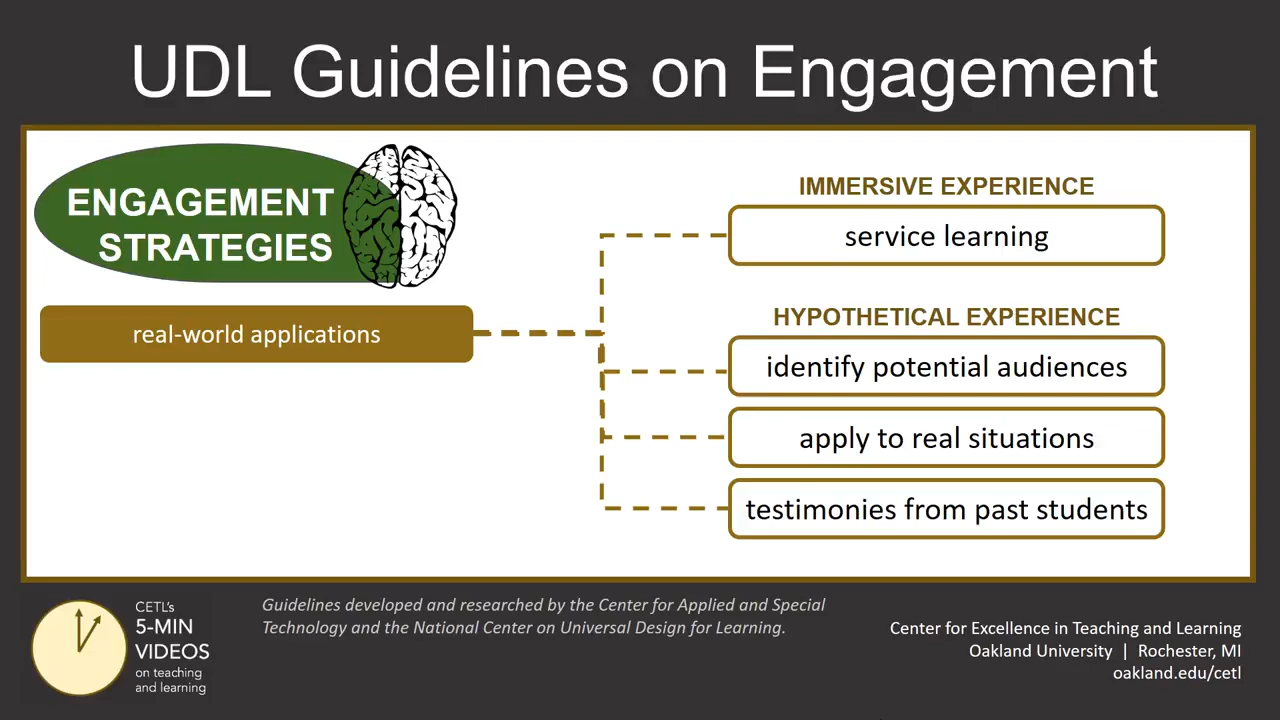 UDL Guidelines on Engagement
ENGAGEMENT
STRATEGIES
real-world applications
IMMERSIVE EXPERIENCE
service learning
HYPOTHETICAL EXPERIENCE
identify potential audiences
apply to real situations
testimonies from past students
CETL's
5-MIN
VIDEOS
on teaching
and learning
Guidelines developed and researched by the Center for Applied and Special
Technology and the National Center on Universal Design for Learning.
Center for Excellence in Teaching and Learning
Oakland University | Rochester, MI
oakland.edu/cetl